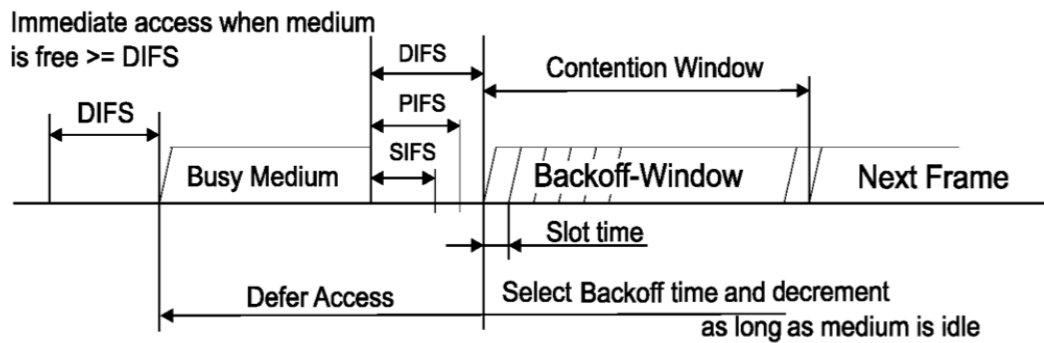 Immediate access when medium
is free >= DIFS
DIFS
DIFS
Contention Window
PIFS
SIFS
Busy Medium
Backoff-Window
Next Frame
Slot time
Defer Access
Select Backoff time and decrement
as long as medium is idle